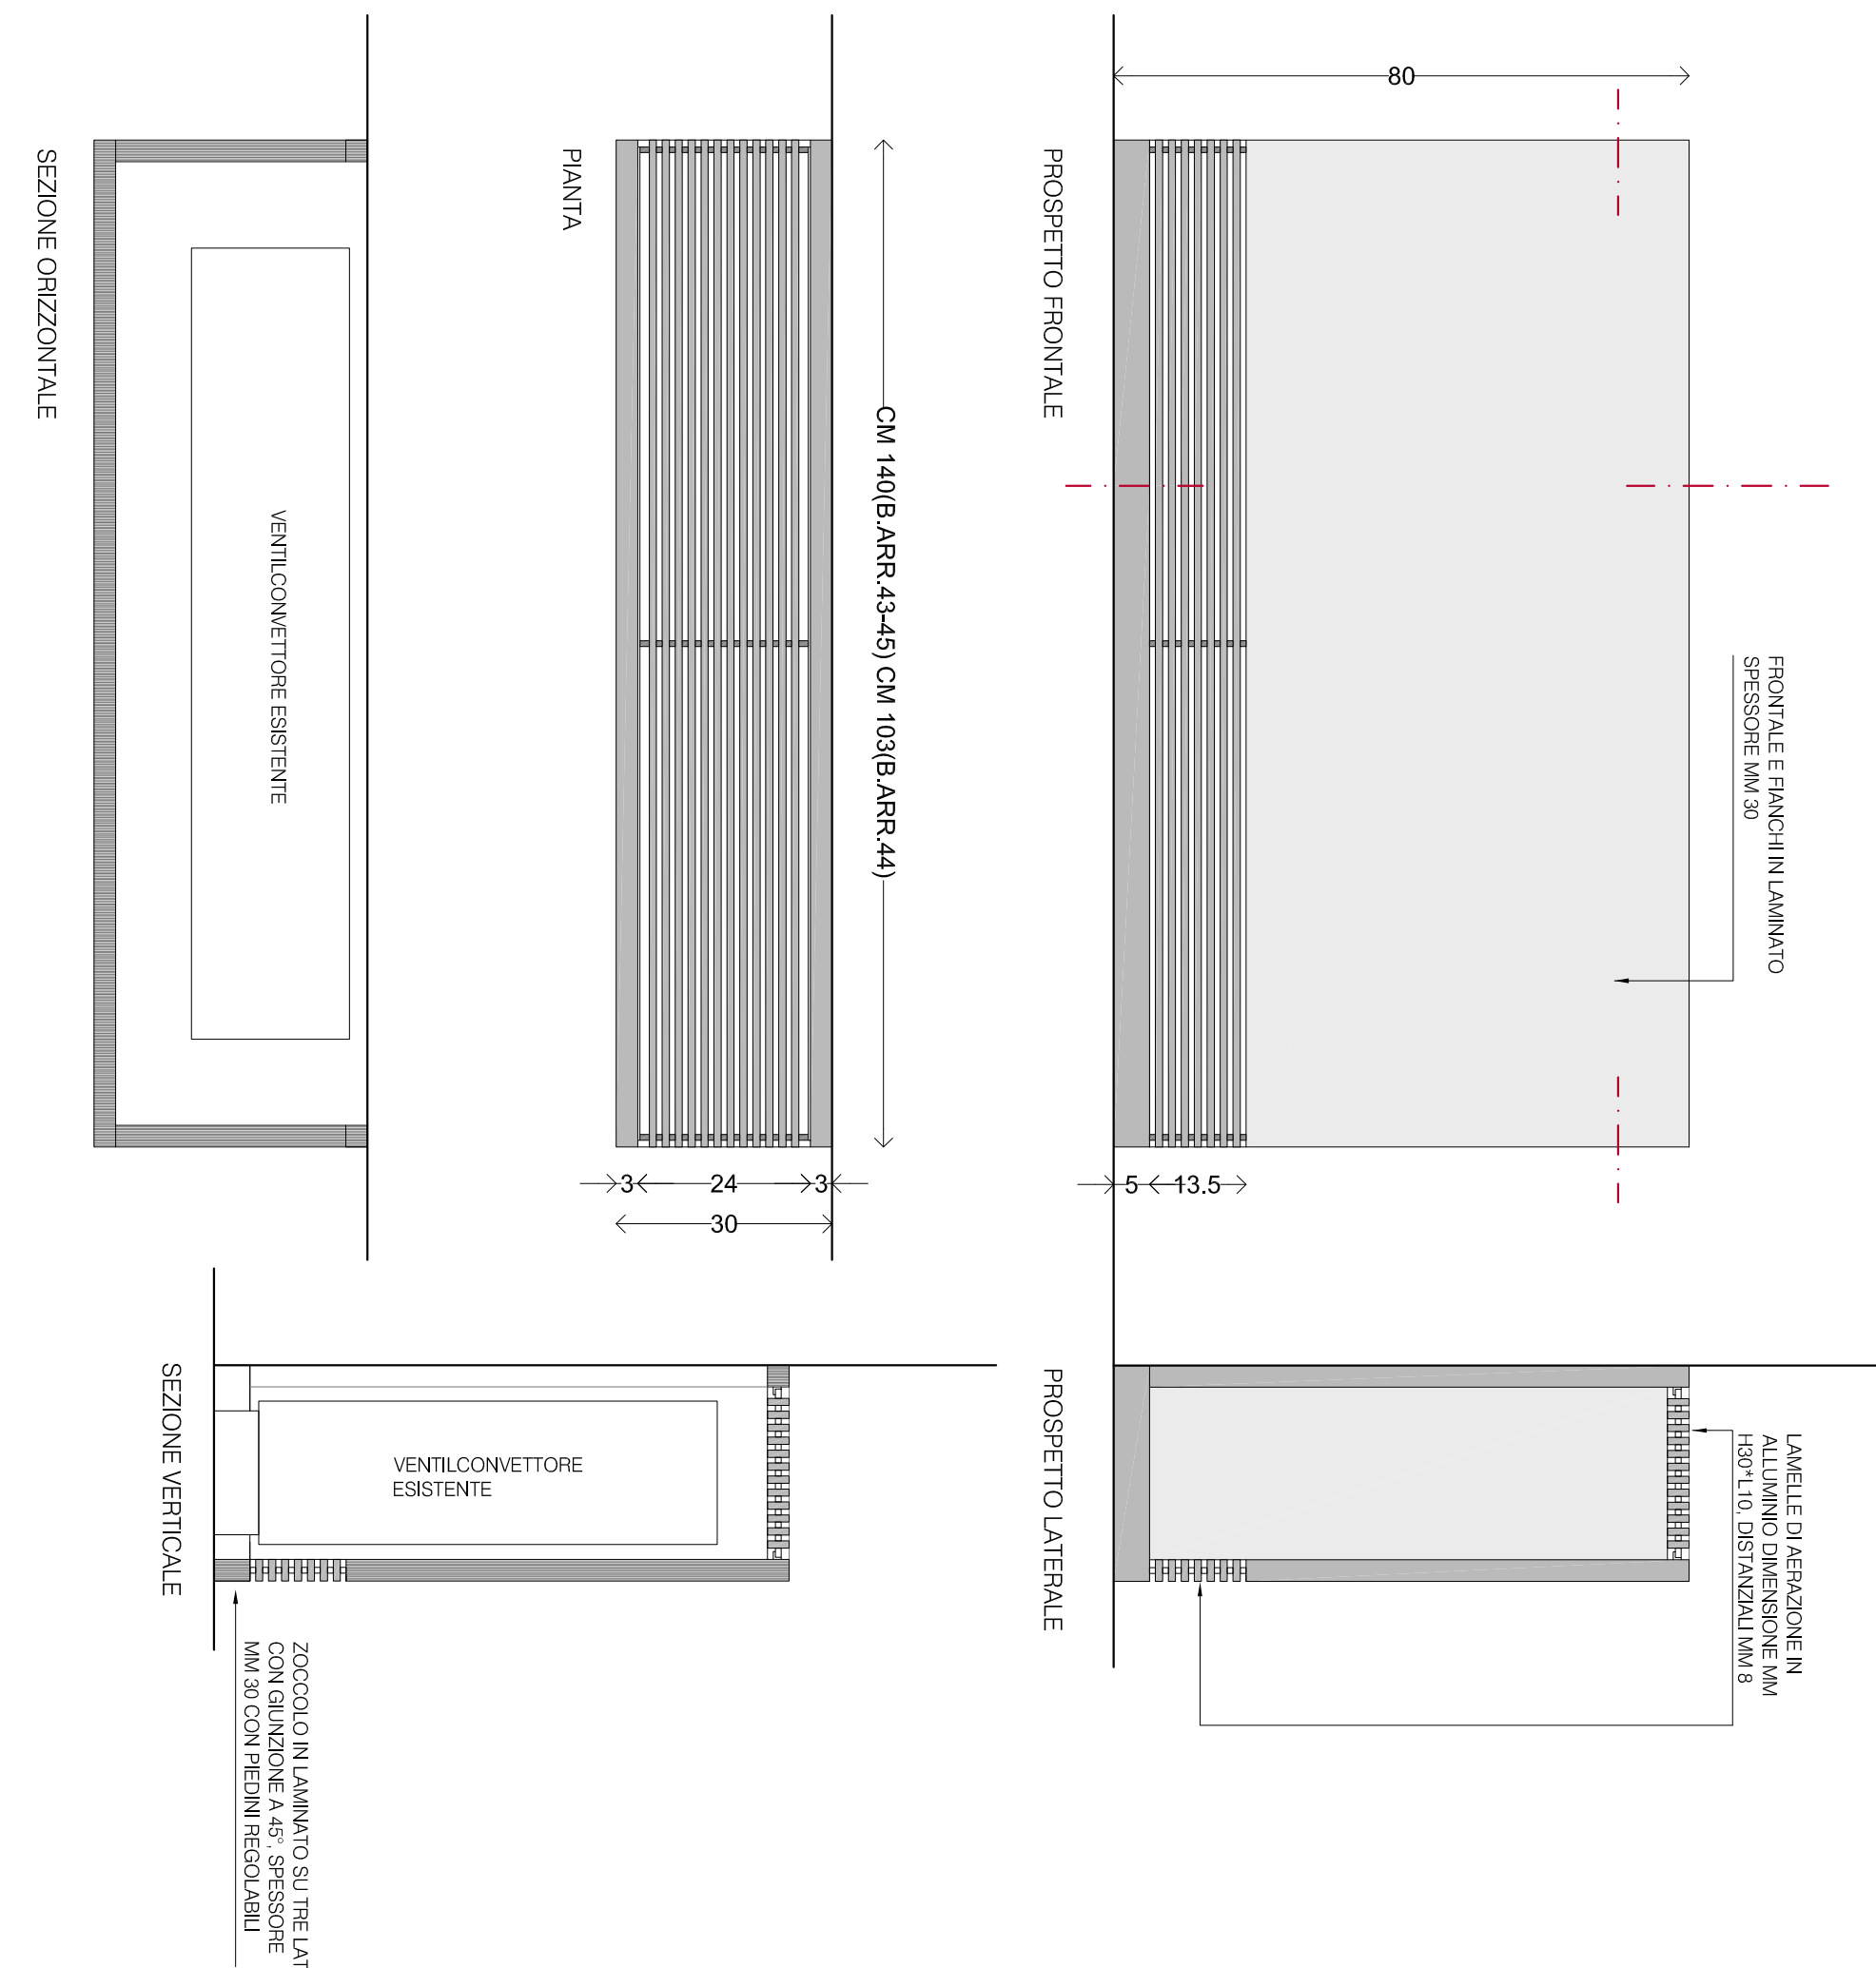 80
PROSPETTO FRONTALE
FRONTALE E FIANCHI IN LAMINATO
SPESSORE MM 30
5
13.5
PIANTA
CM 140(B.ARR.43-45) CM 103(B.ARR.44)
3
24
3
30
SEZIONE ORIZZONTALE
VENTILCONVETTORE ESISTENTE
PROSPETTO LATERALE
LAMELLE DI AERAZIONE IN
ALLUMINIO DIMENSIONE MM
H30*L10, DISTANZIALI MM 8
SEZIONE VERTICALE
VENTILCONVETTORE
ESISTENTE
ZOCCOLO IN LAMINATO SU TRE LAT
CON GIUNZIONE A 45°, SPESSORE
MM 30 CON PIEDINI REGOLABILI